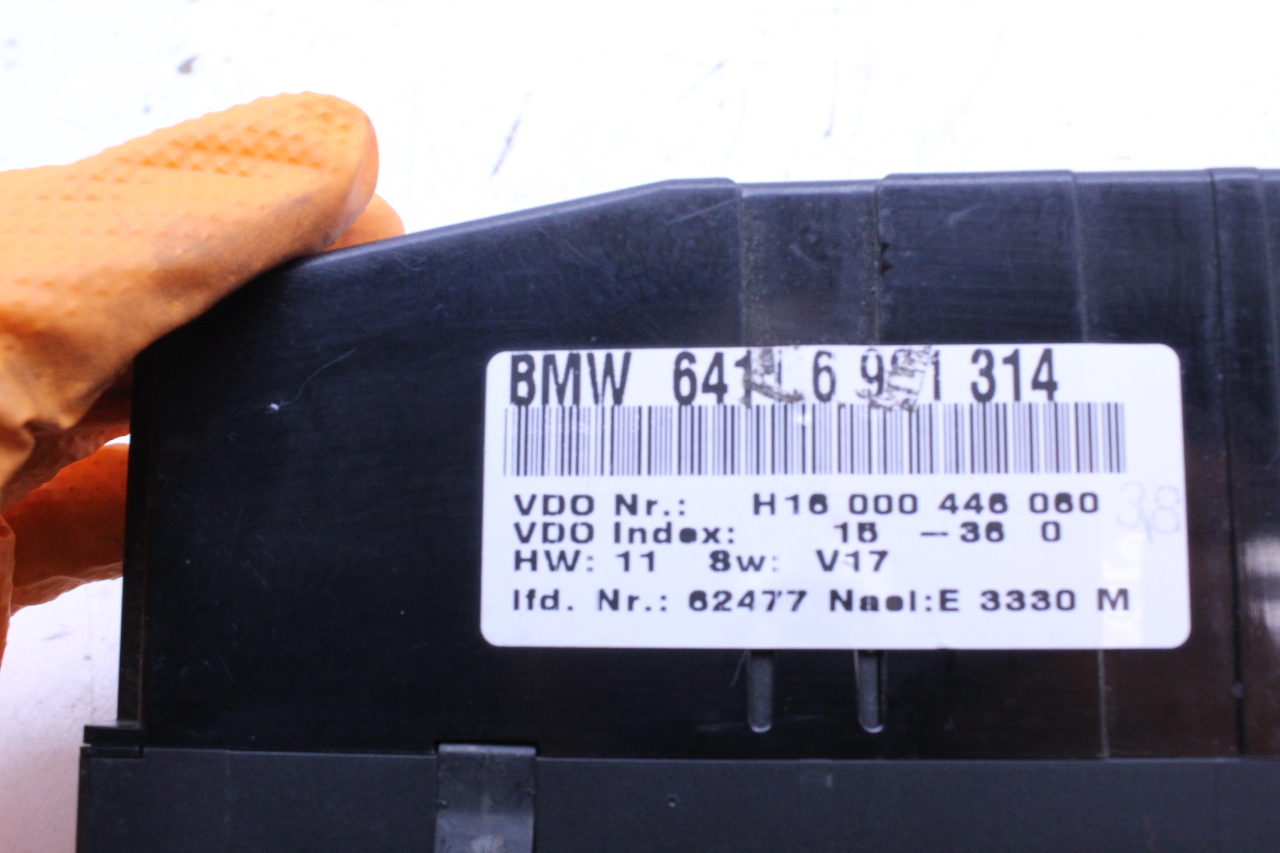 BMW 314
VDO Nr.: H16 000 446 060
VDO Index: 15 -36 0
HW: 11 Sw: V17
lfd. Nr.: 62477 Nael:E 3330 M
38